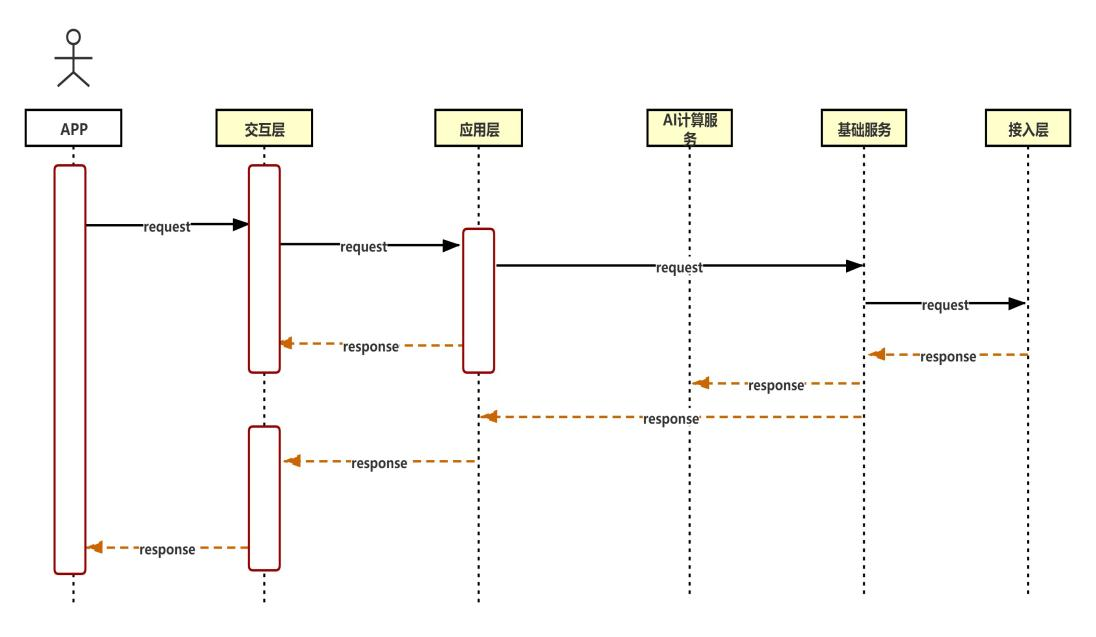 APP
交互层
应用层
AI计算服
务
基础服务
接入层
request
request
request
request
response
response
response
response
response
response